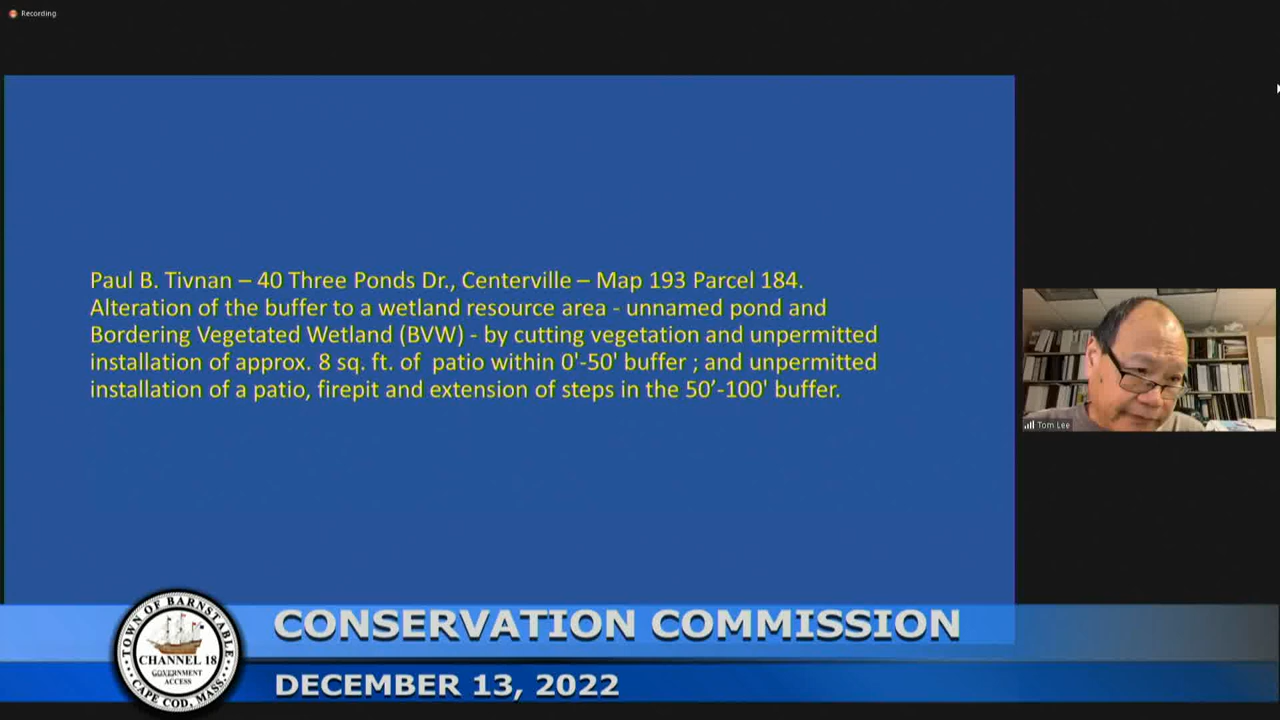 Recording
Paul B. Tivnan – 40 Three Ponds Dr., Centerville – Map 193 Parcel 184.
Alteration of the buffer to a wetland resource area - unnamed pond and
Bordering Vegetated Wetland (BVW) - by cutting vegetation and unpermitted
installation of approx. 8 sq. ft. of  patio within 0'-50' buffer ; and unpermitted
installation of a patio, firepit and extension of steps in the 50’-100' buffer.
Tom Lee
TOWN OF BARNSTABLE
CHANNEL 18
GOVERNMENT
ACCESS
CAPE COD, MASS.
CONSERVATION COMMISSION
DECEMBER 13, 2022